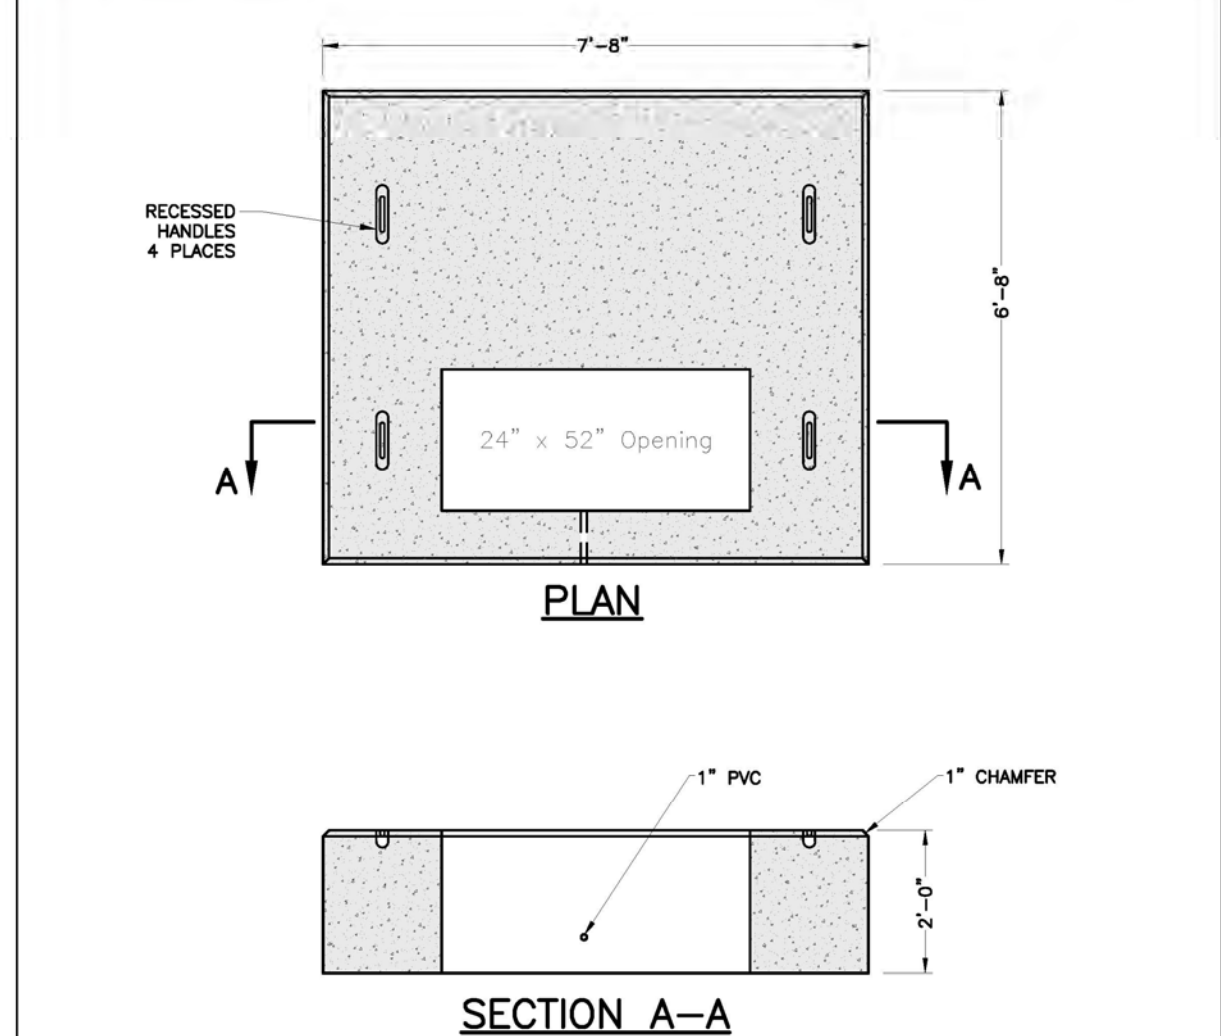 7'-8"
RECESSED
HANDLES
4 PLACES
6'-8"
24" x 52" Opening
A
A
PLAN
1" PVC
1" CHAMFER
2'-0"
SECTION A-A